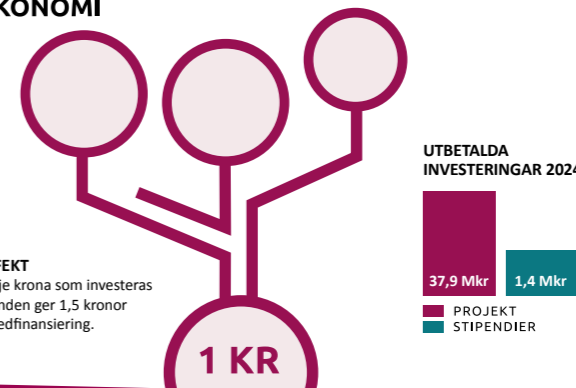 KONOMI
UTBETALDA
INVESTERINGAR 2024
37,9 Mkr
1,4 Mkr
PROJEKT
STIPENDIER
FEKT
je krona som investeras
nden ger 1,5 kronor
edfinansiering.
1 KR